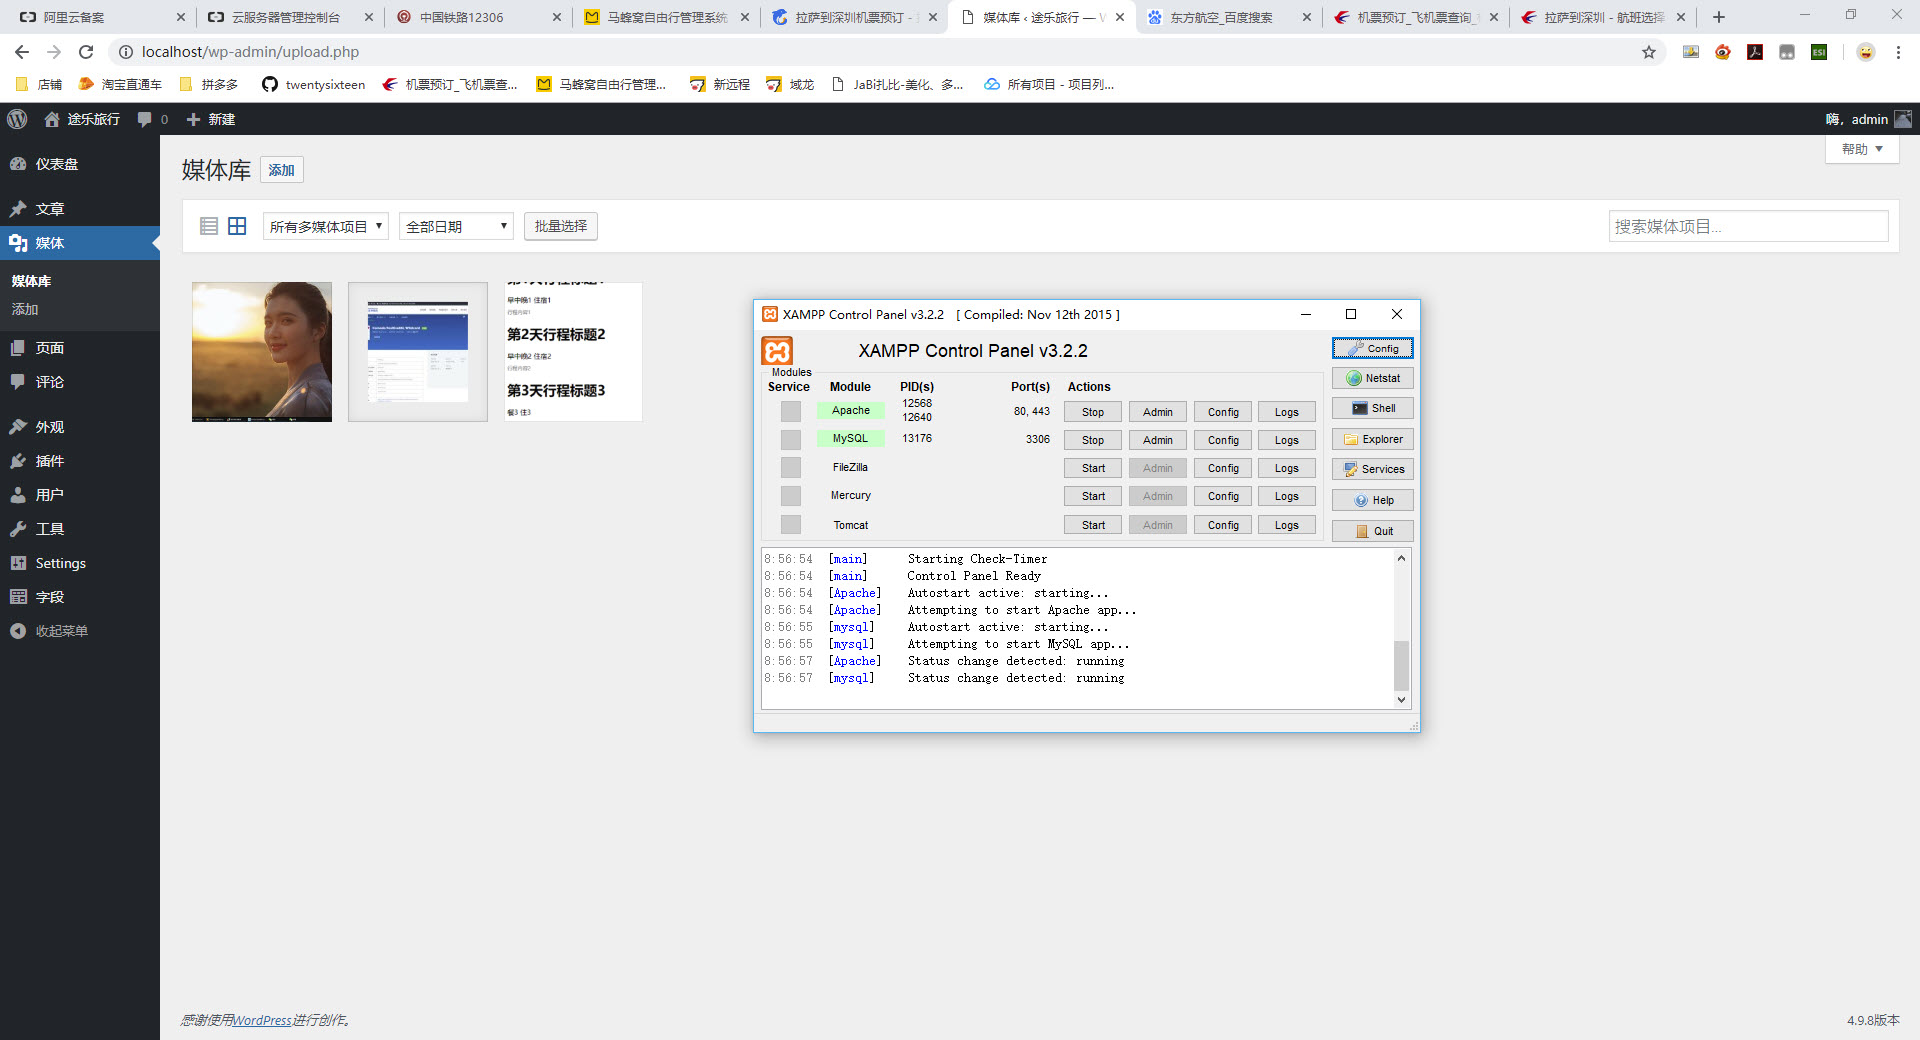 阿里云备案
云服务器管理控制台
中国铁路12306
马蜂窝自由行管理系统
拉萨到深圳机票预订 -
媒体库 ‹ 途乐旅行 —
东方航空_百度搜索
机票预订_飞机票查询
拉萨到深圳 - 航班选择
localhost/wp-admin/upload.php
店铺
淘宝直通车
拼多多
twentysixteen
机票预订_飞机票查...
马蜂窝自由行管理...
新远程
域龙
JaBi扎比-美化、多...
所有项目 - 项目列...
途乐旅行
0
新建
嗨，admin
仪表盘
文章
媒体
媒体库
添加
页面
评论
外观
插件
用户
工具
Settings
字段
收起菜单
媒体库
添加
帮助
所有多媒体项目
全部日期
批量选择
搜索媒体项目...
早中晚1 住宿1
行程内容1
第2天行程标题2
早中晚2 住宿2
行程内容2
第3天行程标题3
餐3 住3
XAMPP Control Panel v3.2.2 [ Compiled: Nov 12th 2015 ]
XAMPP Control Panel v3.2.2
Config
Netstat
Shell
Explorer
Services
Help
Quit
Modules
Service Module PID(s) Port(s) Actions
Apache 12568 12640 80, 443 Stop Admin Config Logs
MySQL 13176 3306 Stop Admin Config Logs
FileZilla Start Admin Config Logs
Mercury Start Admin Config Logs
Tomcat Start Admin Config Logs
8:56:54 [main] Starting Check-Timer
8:56:54 [main] Control Panel Ready
8:56:54 [Apache] Autostart active: starting...
8:56:54 [Apache] Attempting to start Apache app...
8:56:55 [mysql] Autostart active: starting...
8:56:55 [mysql] Attempting to start MySQL app...
8:56:57 [Apache] Status change detected: running
8:56:57 [mysql] Status change detected: running
感谢使用WordPress进行创作。
4.9.8版本